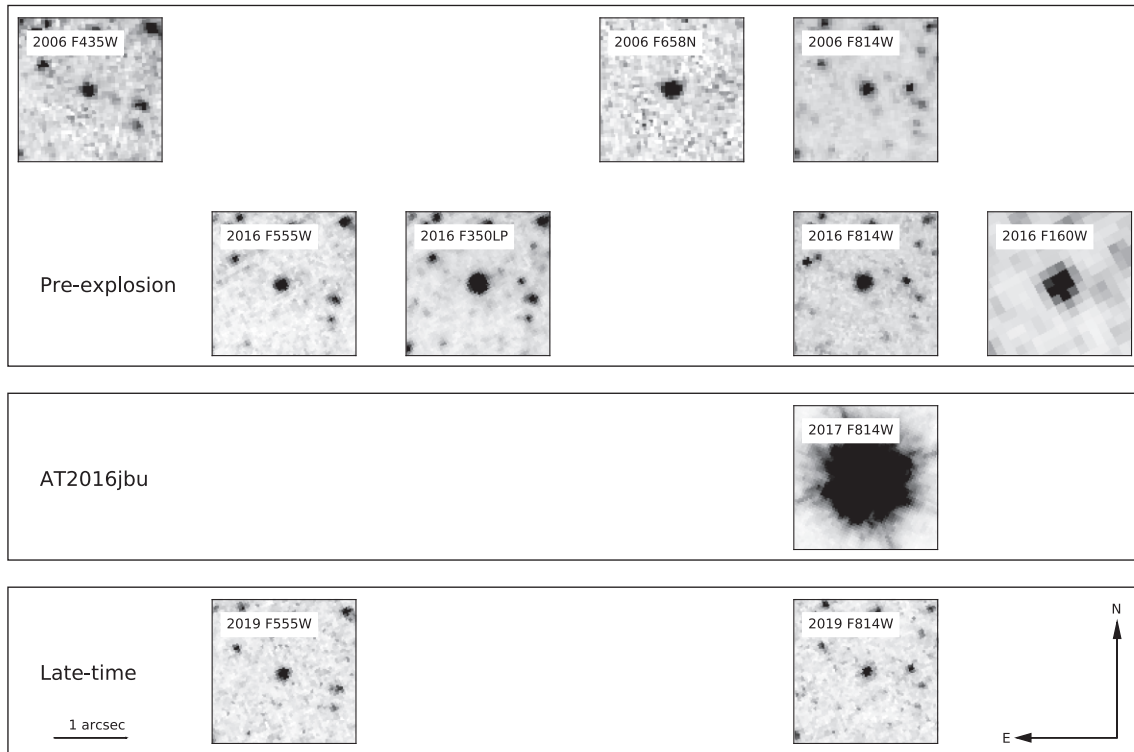 2006 F435W
2006 F658N
2006 F814W
2016 F555W
2016 F350LP
2016 F814W
2016 F160W
Pre-explosion
2017 F814W
AT2016jbu
2019 F555W
2019 F814W
N
Late-time
1 arcsec
E